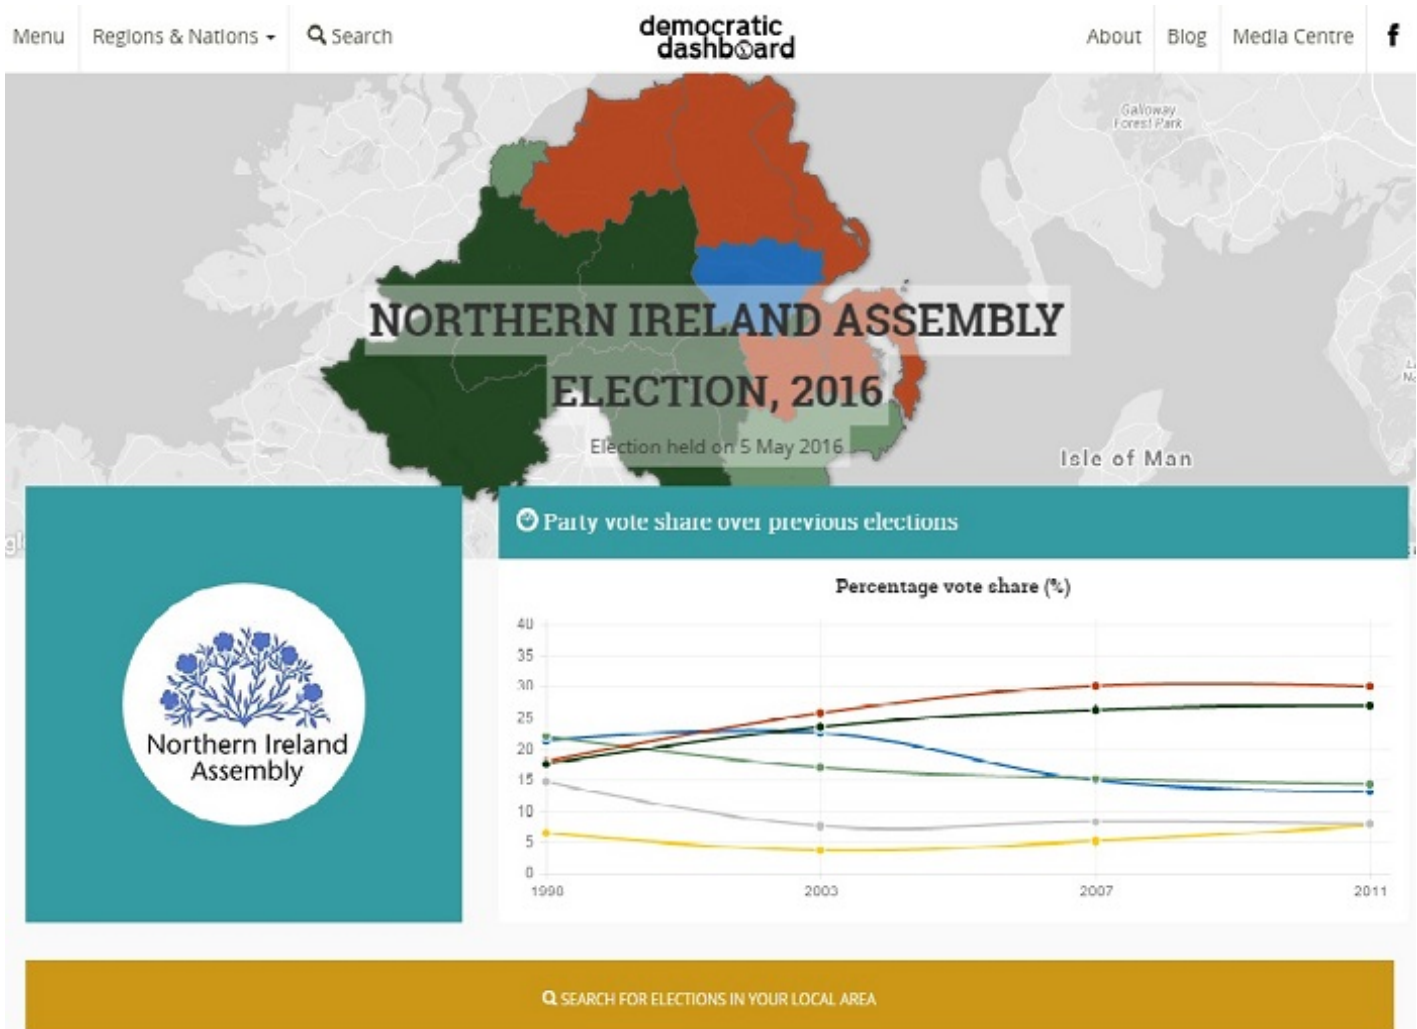 Menu
Regions & Nations
Search
democratic
dashboard
About
Blog
Media Centre
f
Galloway
Forest Park
NORTHERN IRELAND ASSEMBLY
ELECTION, 2016
Election held on 5 May 2016
Isle of Man
Party vote share over previous elections
Northern Ireland
Assembly
Percentage vote share (%)
40
35
30
25
20
15
10
5
0
1998
2003
2007
2011
SEARCH FOR ELECTIONS IN YOUR LOCAL AREA